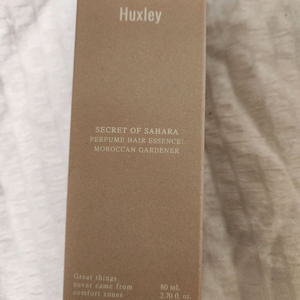 Huxley
SECRET OF SAHARA
PERFUME HAIR ESSENCE;
MOROCCAN GARDENER
Great things
never came from
comfort zones
80 mL
2.70 fl. oz.